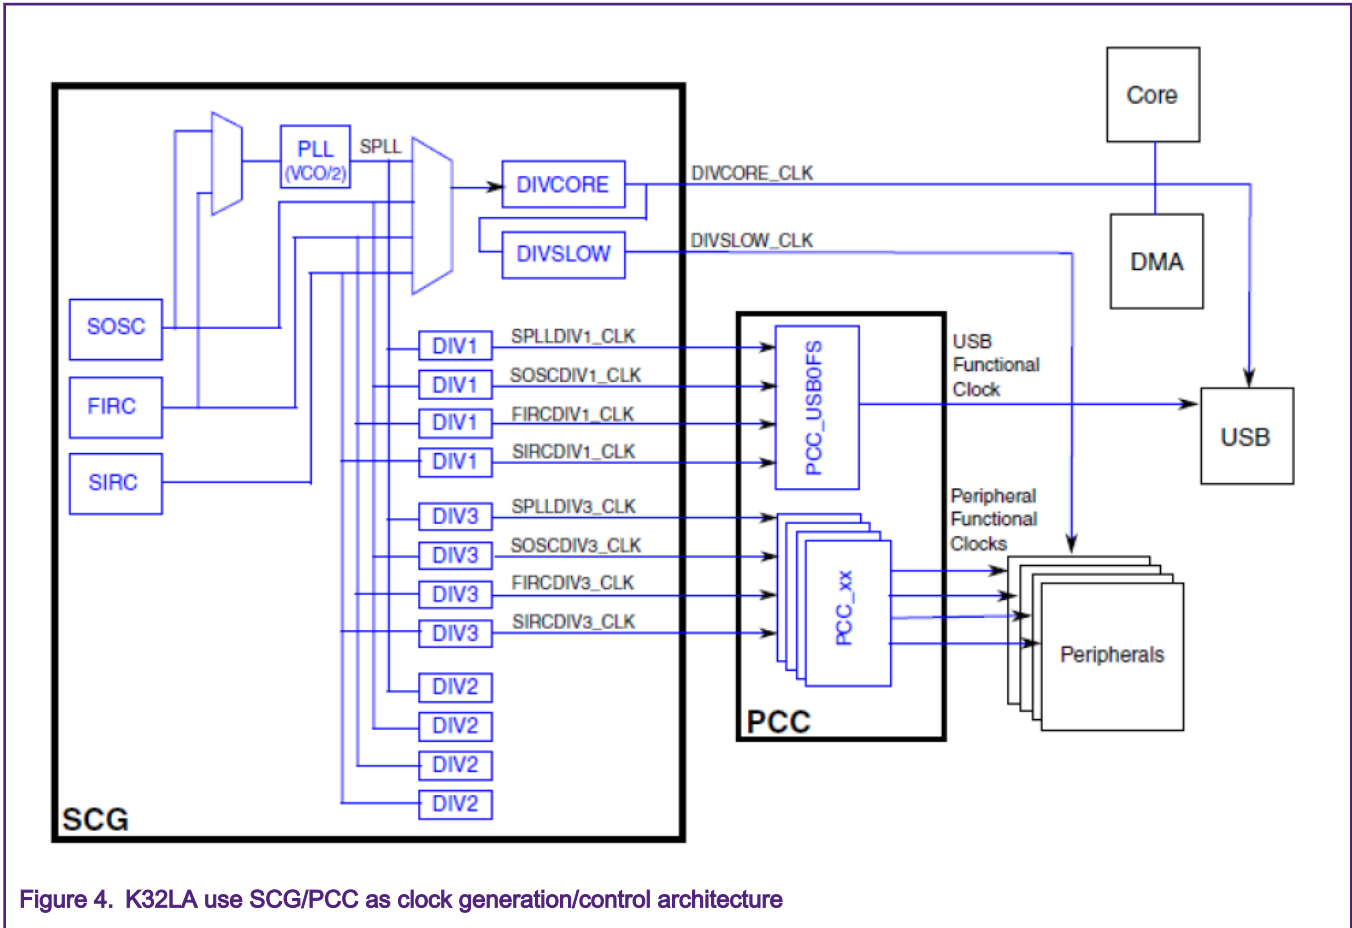 Core
PLL
(VCO/2)
SPLL
DIVCORE
DIVCORE_CLK
DIVSLOW
DIVSLOW_CLK
DMA
SOSC
FIRC
SIRC
DIV1
SPLLDIV1_CLK
DIV1
SOSCDIV1_CLK
DIV1
FIRCDIV1_CLK
DIV1
SIRCDIV1_CLK
PCC_USB0FS
USB
Functional
Clock
USB
DIV3
SPLLDIV3_CLK
DIV3
SOSCDIV3_CLK
DIV3
FIRCDIV3_CLK
DIV3
SIRCDIV3_CLK
PCC_xx
Peripheral
Functional
Clocks
Peripherals
DIV2
DIV2
DIV2
DIV2
PCC
SCG
Figure 4. K32LA use SCG/PCC as clock generation/control architecture